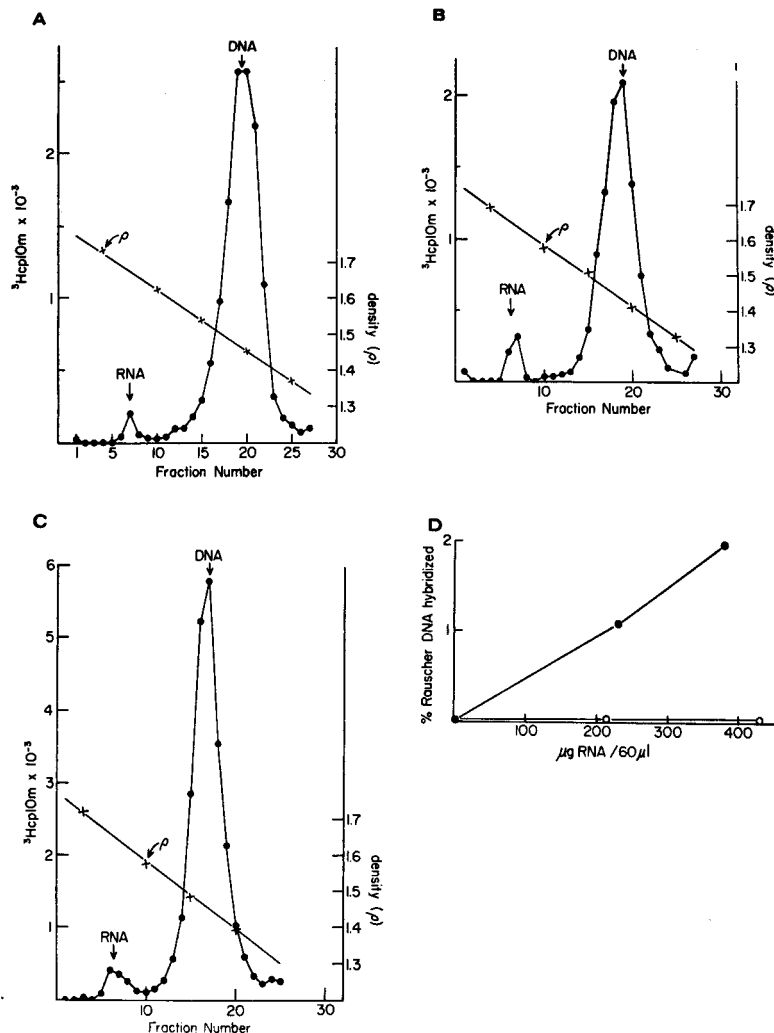 A
DNA
2
1
³Hcp10m x 10⁻³
ρ
RNA
1.7
1.6
1.5
1.4
1.3
density (ρ)
1 5 10 15 20 25 30
Fraction Number
B
DNA
2
1
³Hcp10m x 10⁻³
ρ
RNA
1.7
1.6
1.5
1.4
1.3
density (ρ)
10 20 30
Fraction Number
C
DNA
6
5
4
3
2
1
³Hcp10m x 10⁻³
ρ
RNA
1.7
1.6
1.5
1.4
1.3
density (ρ)
10 20 30
Fraction Number
D
2
1
% Rauscher DNA hybridized
100 200 300 400
µg RNA/60µl